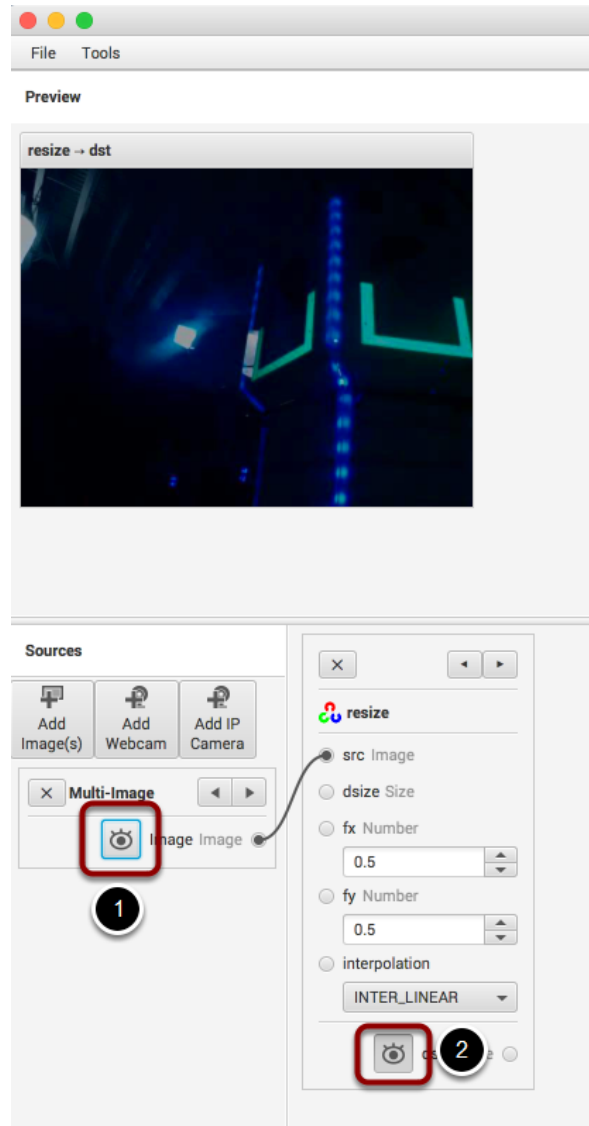 File Tools
Preview
resize → dst
Sources
Add Image(s)
Add Webcam
Add IP Camera
Multi-Image
Image Image
1
resize
src Image
dsize Size
fx Number
0.5
fy Number
0.5
interpolation
INTER_LINEAR
2